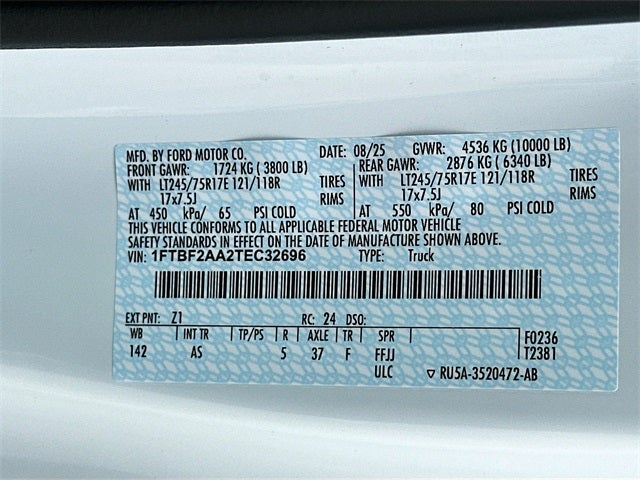 MFD. BY FORD MOTOR CO. DATE: 08/25 GVWR: 4536 KG (10000 LB)
FRONT GAWR: 1724 KG ( 3800 LB) REAR GAWR: 2876 KG ( 6340 LB)
WITH LT245/75R17E 121/118R TIRES WITH LT245/75R17E 121/118R TIRES
17x7.5J RIMS 17x7.5J RIMS
AT 450 kPa/ 65 PSI COLD AT 550 kPa/ 80 PSI COLD
THIS VEHICLE CONFORMS TO ALL APPLICABLE FEDERAL MOTOR VEHICLE
SAFETY STANDARDS IN EFFECT ON THE DATE OF MANUFACTURE SHOWN ABOVE.
VIN: 1FTBF2AA2TEC32696 TYPE: Truck
EXT PNT: Z1 RC: 24 DSO:
WB INT TR TP/PS R AXLE TR SPR F0236
142 AS 5 37 F FFJJ T2381
ULC RU5A-3520472-AB